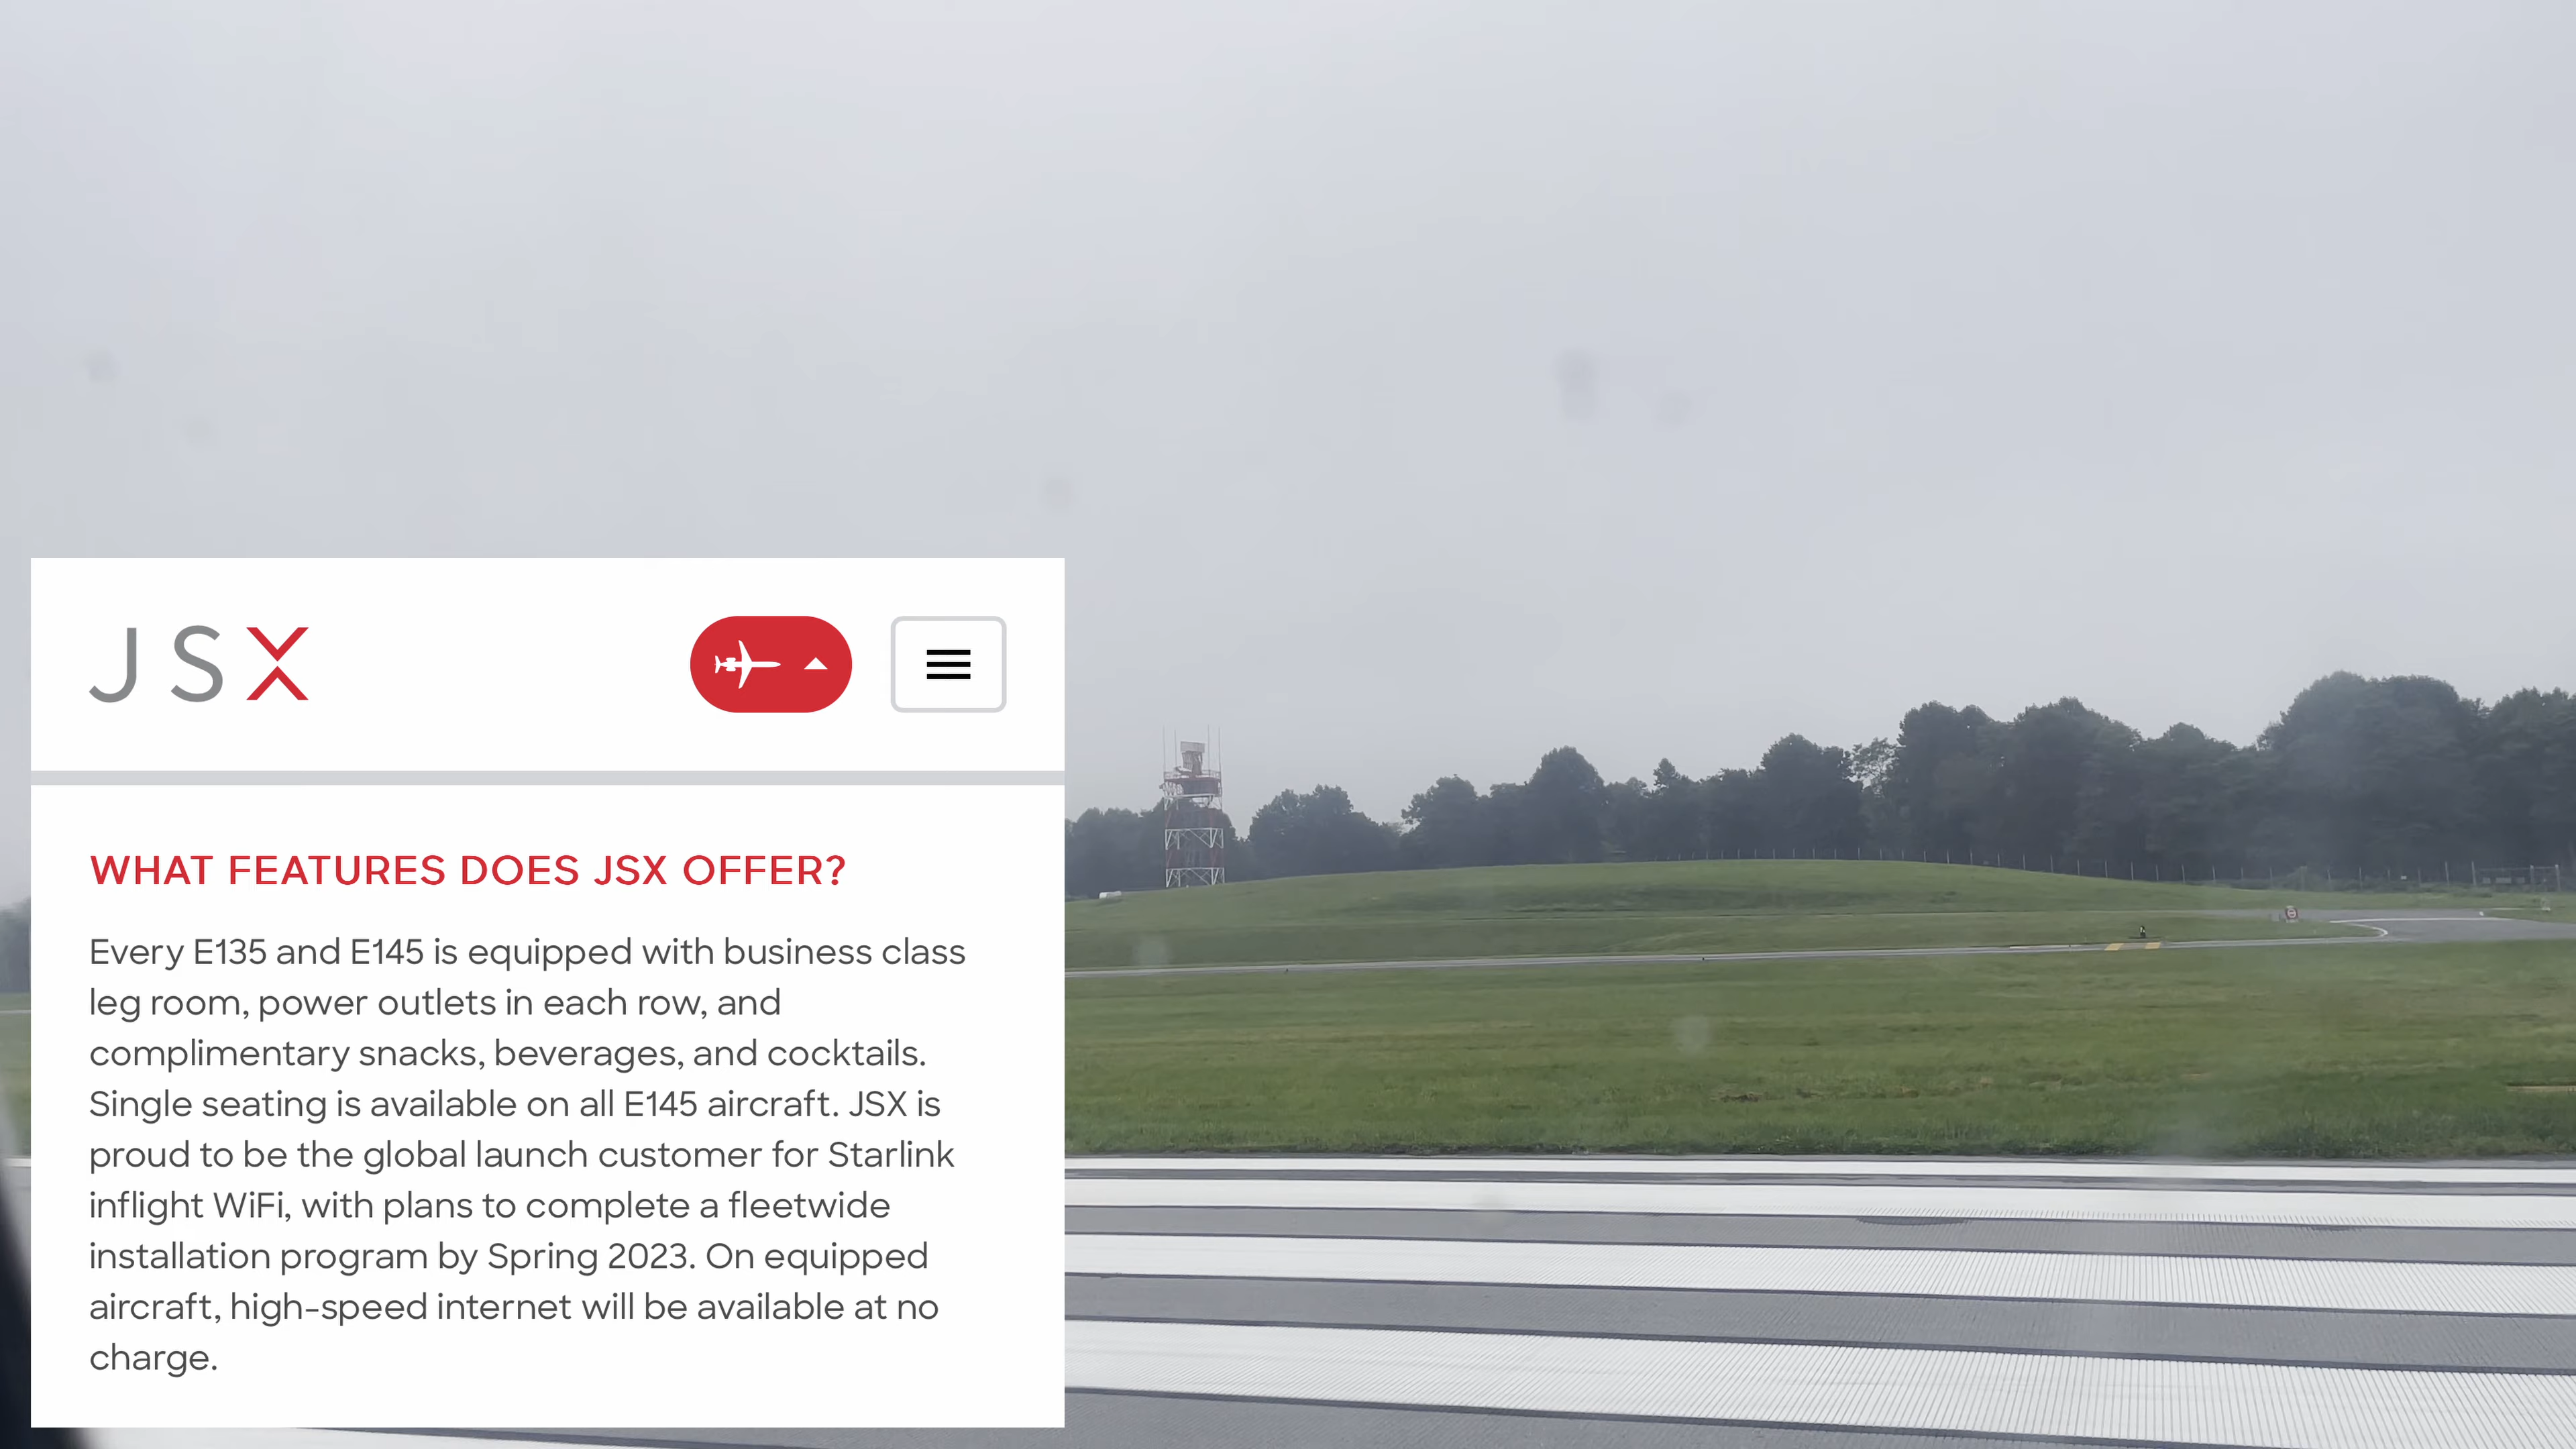 JSX
WHAT FEATURES DOES JSX OFFER?
Every E135 and E145 is equipped with business class
leg room, power outlets in each row, and
complimentary snacks, beverages, and cocktails.
Single seating is available on all E145 aircraft. JSX is
proud to be the global launch customer for Starlink
inflight WiFi, with plans to complete a fleetwide
installation program by Spring 2023. On equipped
aircraft, high-speed internet will be available at no
charge.